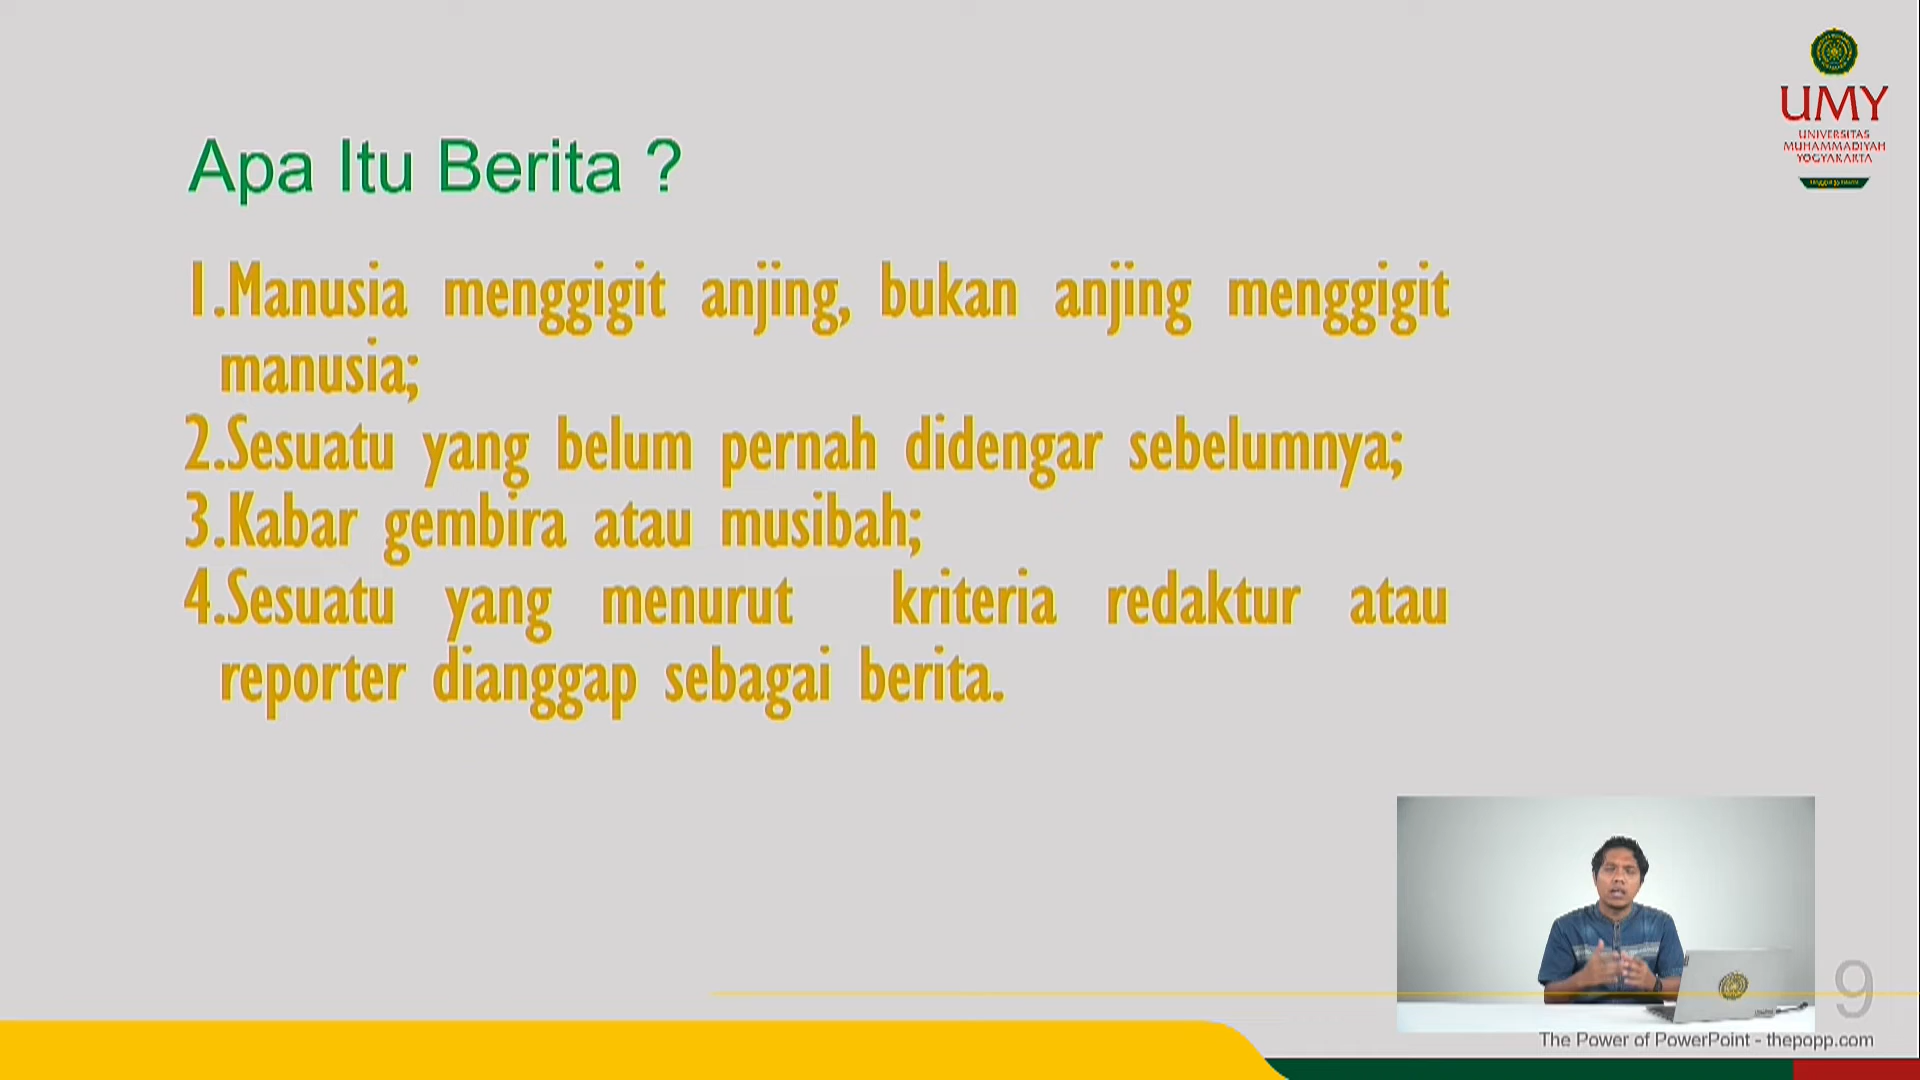 UMY
UNIVERSITAS
MUHAMMADIYAH
YOGYAKARTA
Apa Itu Berita ?
1.Manusia menggigit anjing, bukan anjing menggigit
manusia;
2.Sesuatu yang belum pernah didengar sebelumnya;
3.Kabar gembira atau musibah;
4.Sesuatu yang menurut kriteria redaktur atau
reporter dianggap sebagai berita.
9
The Power of PowerPoint - thepopp.com